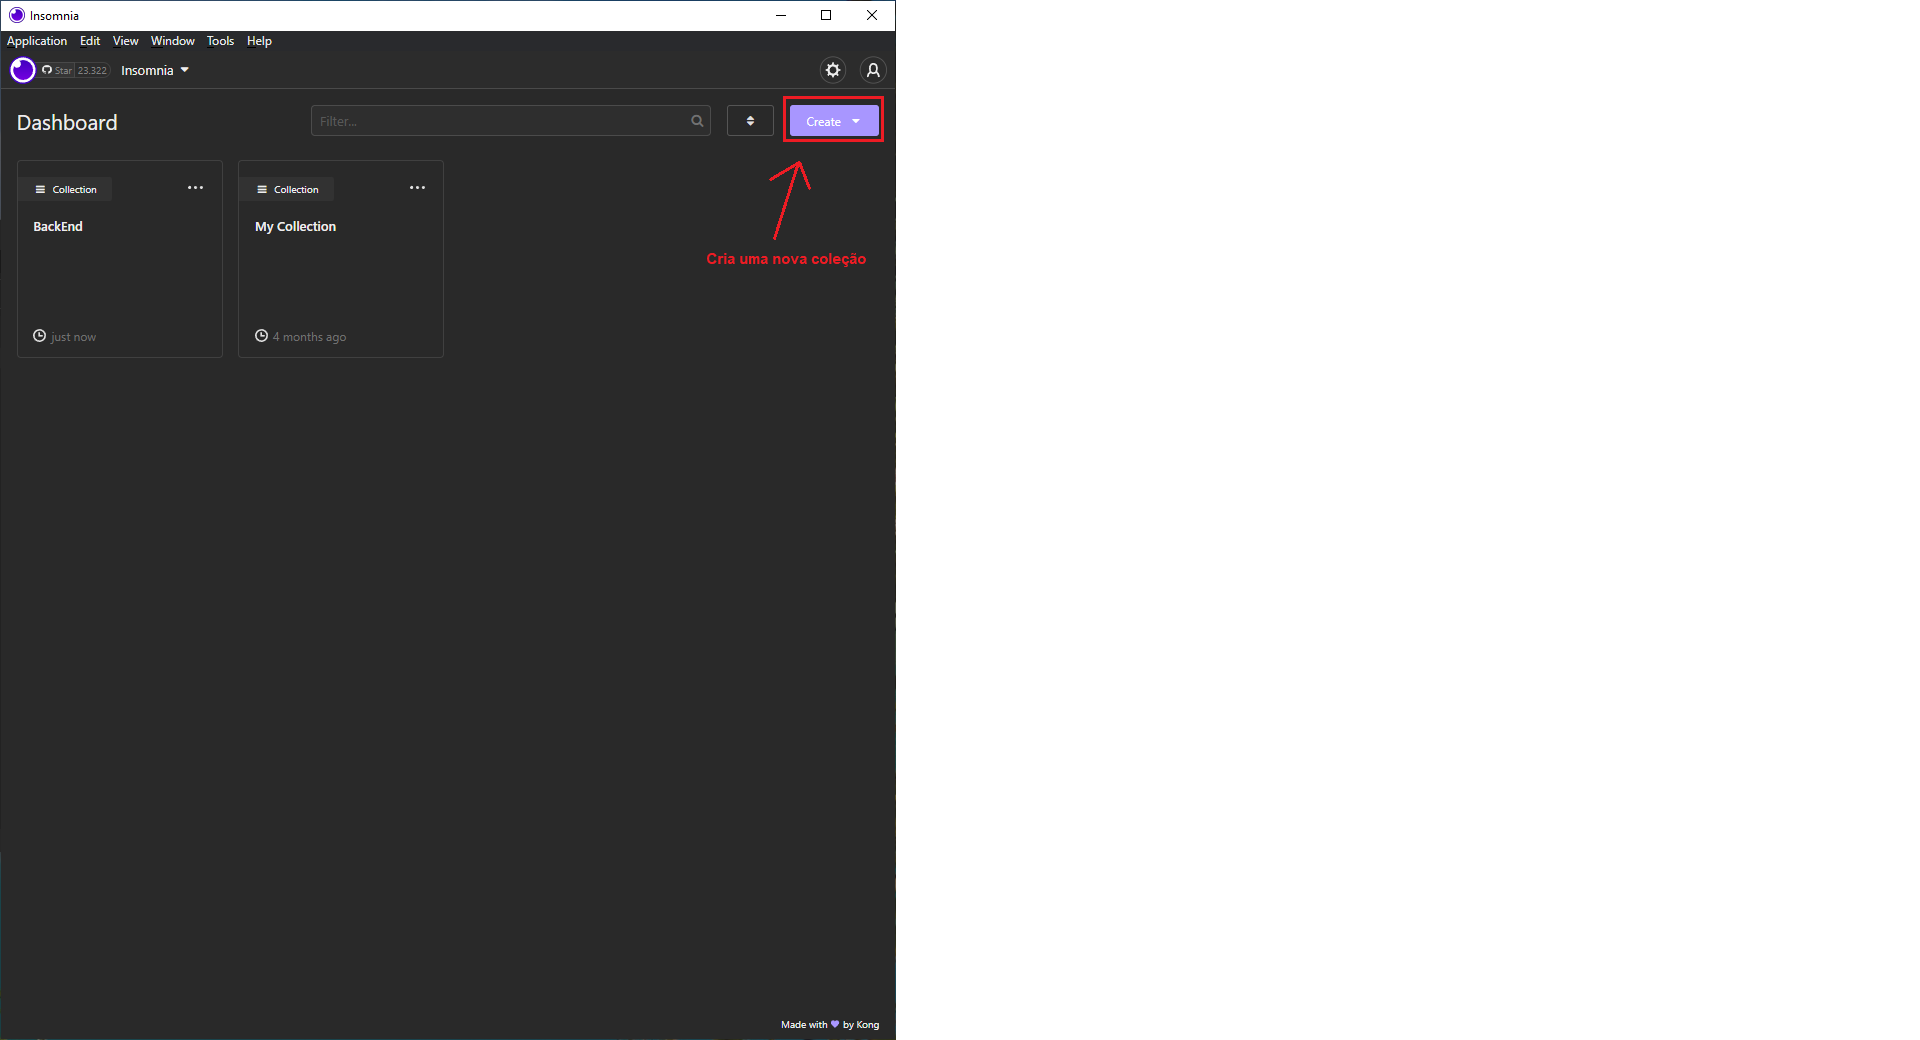 Insomnia
Application Edit View Window Tools Help
Star 23.322 Insomnia
Dashboard Filter... Create
Collection Collection
BackEnd My Collection
Cria uma nova coleção
just now 4 months ago
Made with by Kong